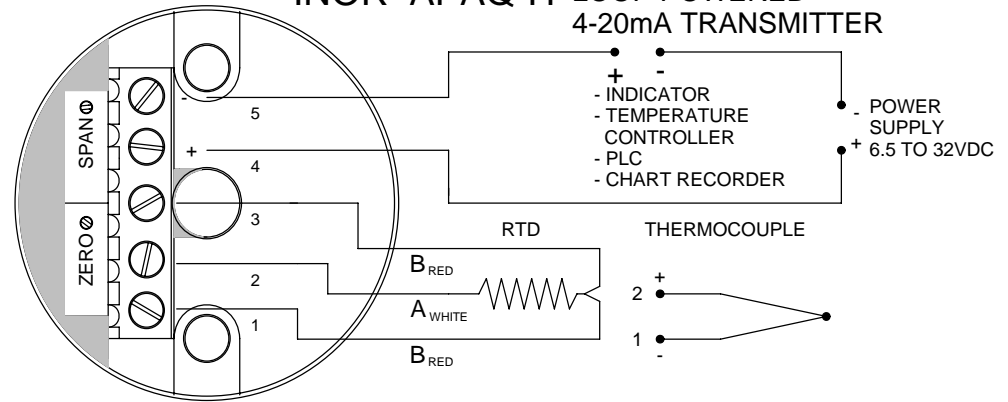 4-20mA TRANSMITTER
SPAN
ZERO
-
5
+
4
3
2
1
+ -
- INDICATOR
- TEMPERATURE
CONTROLLER
- PLC
- CHART RECORDER
- POWER
SUPPLY
+ 6.5 TO 32VDC
RTD
THERMOCOUPLE
B RED
A WHITE
B RED
+
2
1
-